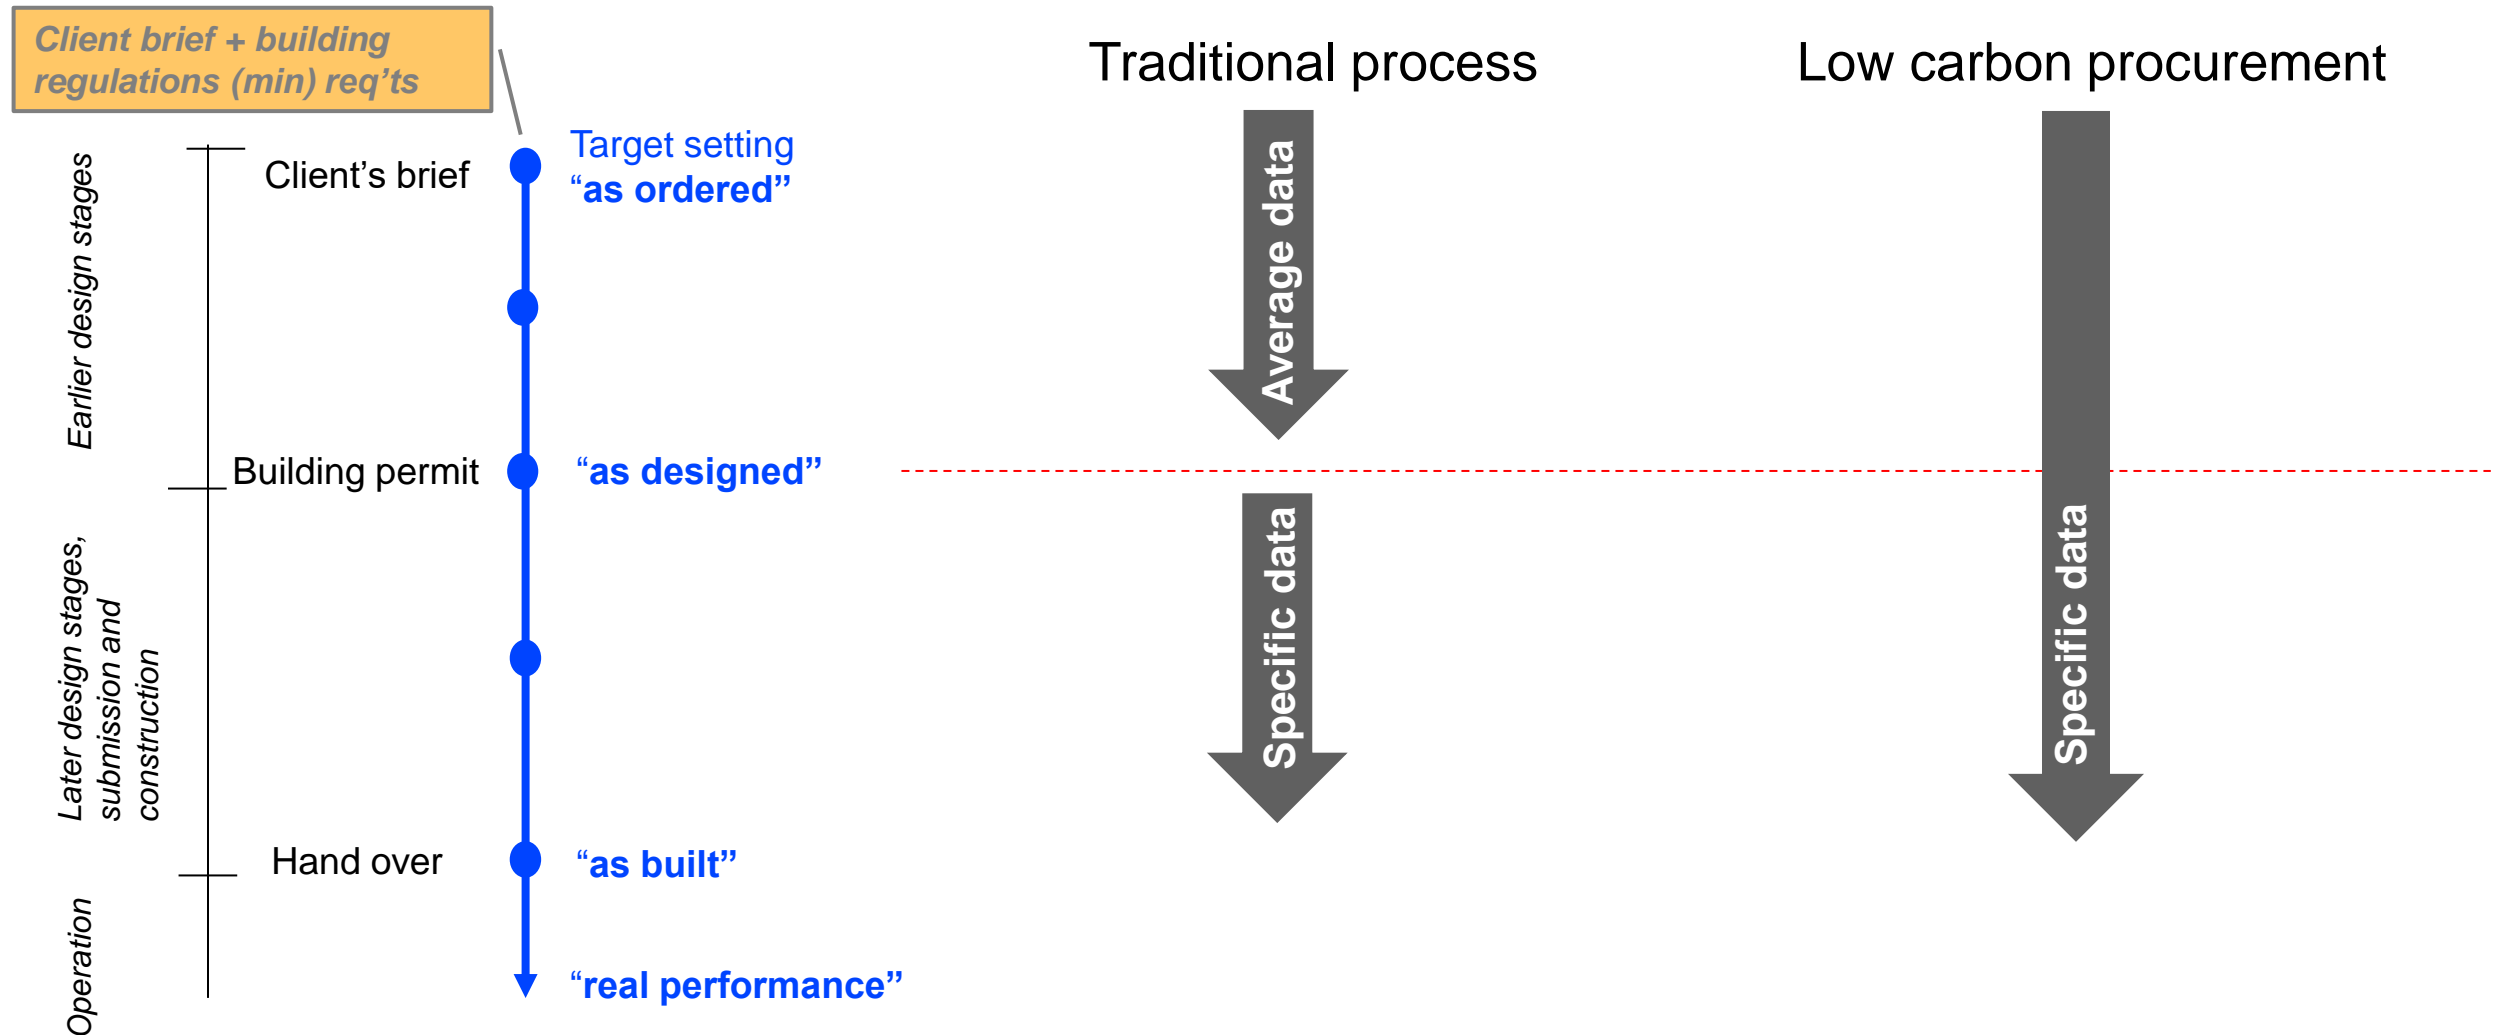 Client brief + building
regulations (min) req’ts
Traditional process
Low carbon procurement
Earlier design stages
Client’s brief
Target setting
“as ordered”
Average data
Building permit
“as designed”
Later design stages,
submission and
construction
Specific data
Specific data
Hand over
“as built”
Operation
“real performance”